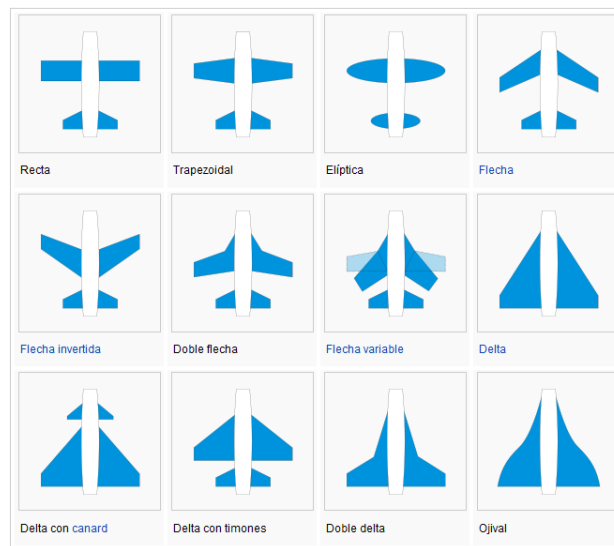 Recta
Trapezoidal
Elíptica
Flecha
Flecha invertida
Doble flecha
Flecha variable
Delta
Delta con canard
Delta con timones
Doble delta
Ojival